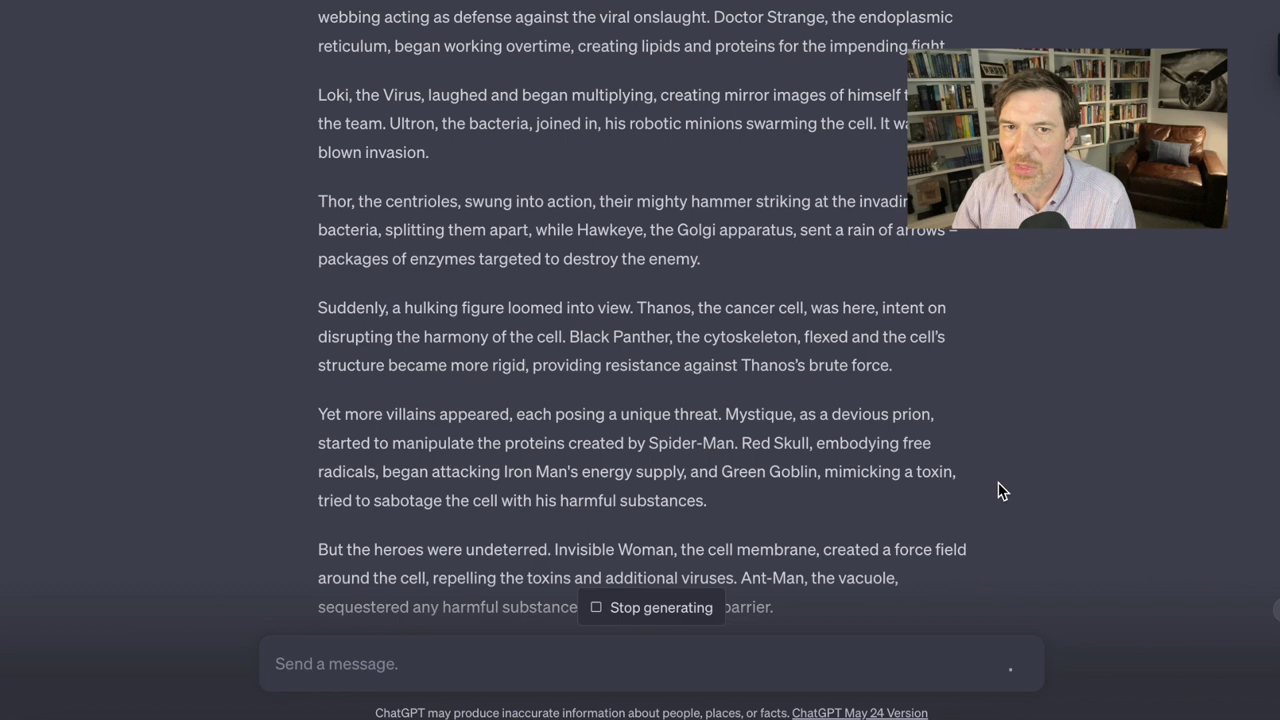 webbing acting as defense against the viral onslaught. Doctor Strange, the endoplasmic
reticulum, began working overtime, creating lipids and proteins for the impending fight
Loki, the Virus, laughed and began multiplying, creating mirror images of himself
the team. Ultron, the bacteria, joined in, his robotic minions swarming the cell. It
blown invasion.
Thor, the centrioles, swung into action, their mighty hammer striking at the
bacteria, splitting them apart, while Hawkeye, the Golgi apparatus, sent a rain of arrows –
packages of enzymes targeted to destroy the enemy.
Suddenly, a hulking figure loomed into view. Thanos, the cancer cell, was here, intent on
disrupting the harmony of the cell. Black Panther, the cytoskeleton, flexed and the cell’s
structure became more rigid, providing resistance against Thanos’s brute force.
Yet more villains appeared, each posing a unique threat. Mystique, as a devious prion,
started to manipulate the proteins created by Spider-Man. Red Skull, embodying free
radicals, began attacking Iron Man's energy supply, and Green Goblin, mimicking a toxin,
tried to sabotage the cell with his harmful substances.
But the heroes were undeterred. Invisible Woman, the cell membrane, created a force field
around the cell, repelling the toxins and additional viruses. Ant-Man, the vacuole,
sequestered any harmful substance
Stop generating
Send a message.
ChatGPT may produce inaccurate information about people, places, or facts. ChatGPT May 24 Version